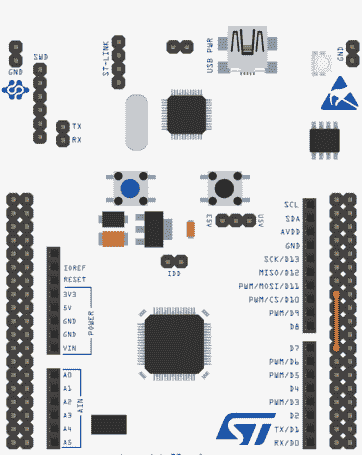 USB PWR
GND
ST-LINK
SWD
GND
TX
RX
E5V
U5V
IDD
SCL
SDA
AVDD
GND
SCK/D13
MISO/D12
PWM/MOSI/D11
PWM/CS/D10
PWM/D9
D8
IOREF
RESET
3V3
5V
GND
GND
VIN
POWER
D7
PWM/D6
PWM/D5
D4
PWM/D3
D2
TX/D1
RX/D0
A0
A1
A2
A3
A4
A5
AIN
ST